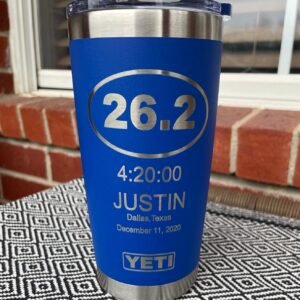 26.2
4:20:00
JUSTIN
Dallas, Texas
December 11, 2020
YETI